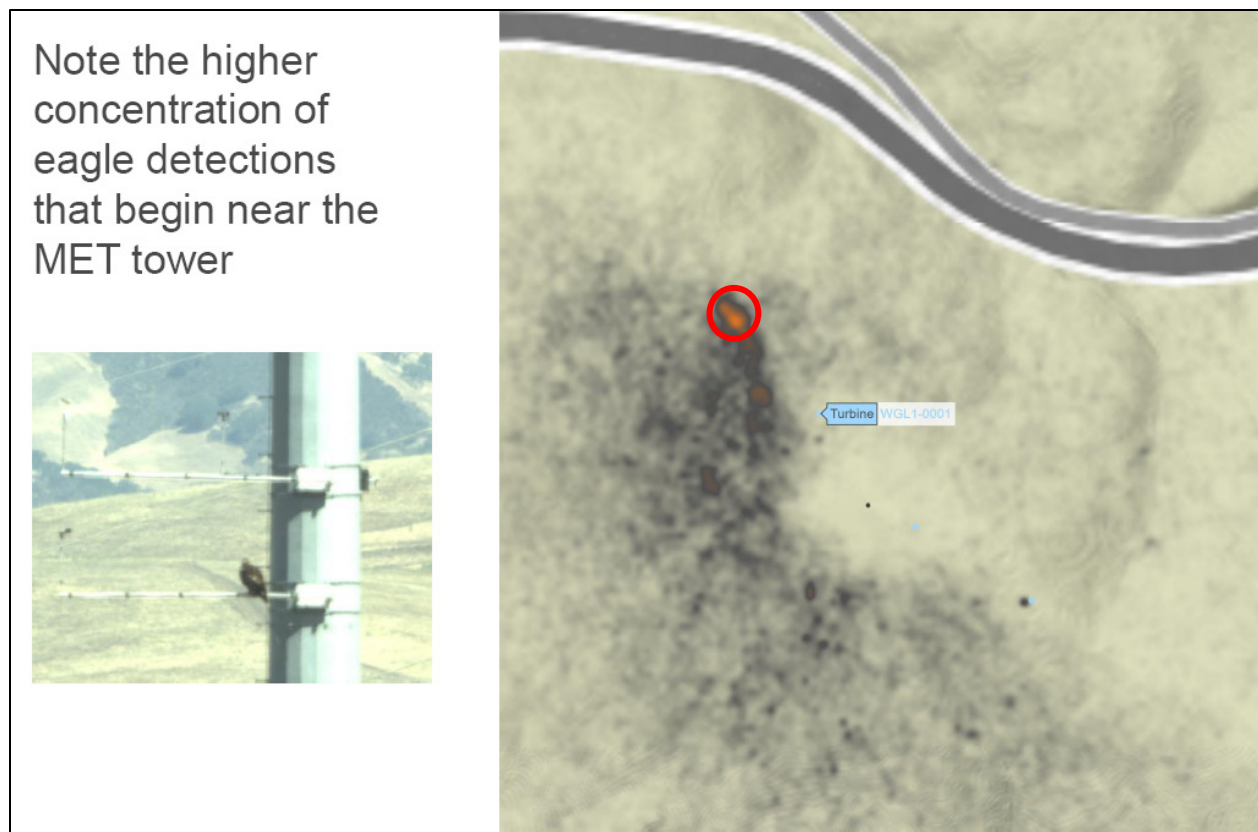 Note the higher
concentration of
eagle detections
that begin near the
MET tower
Turbine WGL1-0001